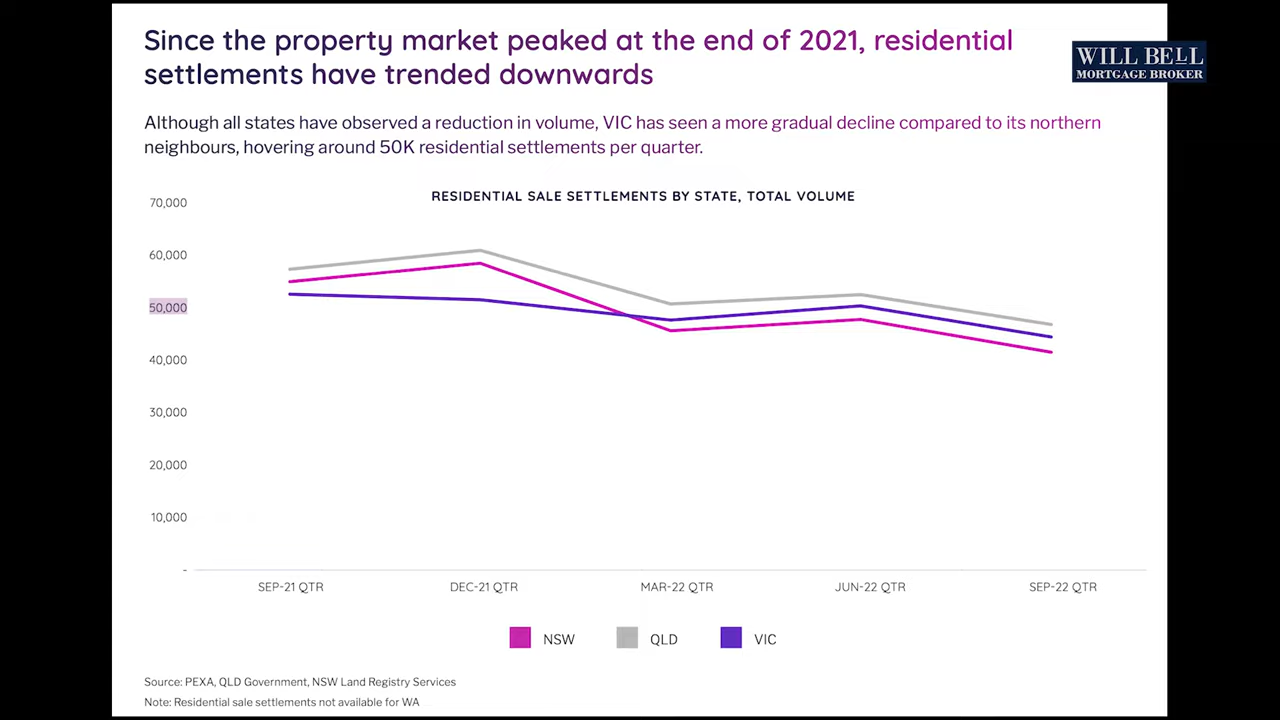 Since the property market peaked at the end of 2021, residential
settlements have trended downwards
WILL BELL
MORTGAGE BROKER
Although all states have observed a reduction in volume, VIC has seen a more gradual decline compared to its northern
neighbours, hovering around 50K residential settlements per quarter.
RESIDENTIAL SALE SETTLEMENTS BY STATE, TOTAL VOLUME
70,000
60,000
50,000
40,000
30,000
20,000
10,000
-
SEP-21 QTR DEC-21 QTR MAR-22 QTR JUN-22 QTR SEP-22 QTR
NSW QLD VIC
Source: PEXA, QLD Government, NSW Land Registry Services
Note: Residential sale settlements not available for WA